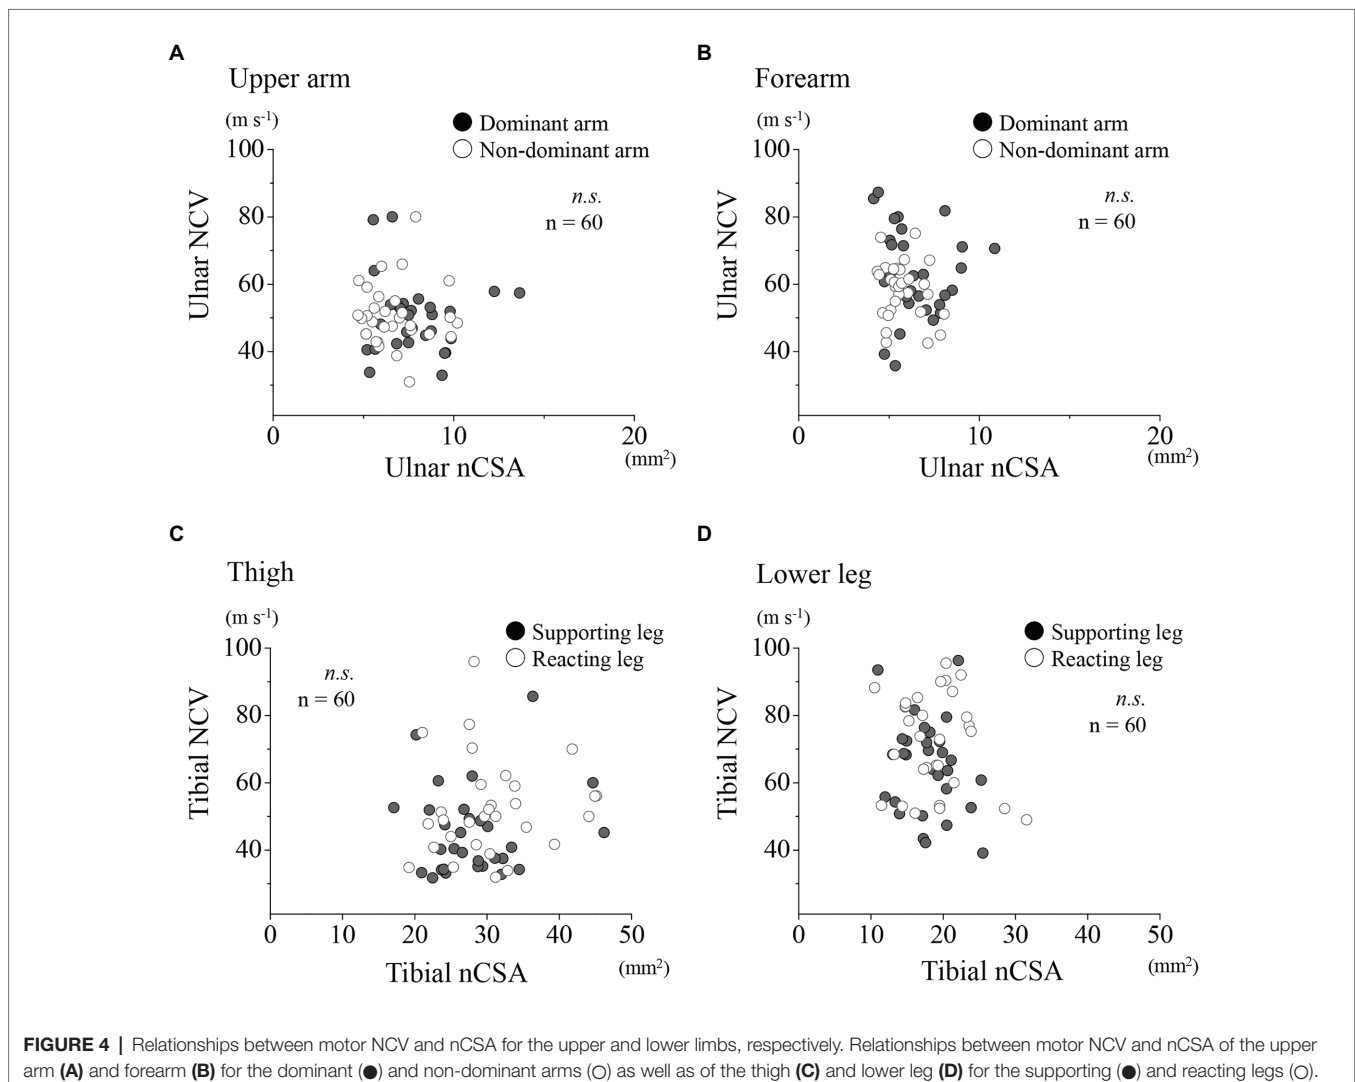 A
Upper arm
(m s-1)
● Dominant arm
○ Non-dominant arm
n.s.
n = 60
100
80
60
40
Ulnar NCV
0
10
20
Ulnar nCSA
(mm2)
B
Forearm
(m s-1)
● Dominant arm
○ Non-dominant arm
n.s.
n = 60
100
80
60
40
Ulnar NCV
0
10
20
Ulnar nCSA
(mm2)
C
Thigh
(m s-1)
● Supporting leg
○ Reacting leg
n.s.
n = 60
100
80
60
40
Tibial NCV
0
10
20
30
40
50
Tibial nCSA
(mm2)
D
Lower leg
(m s-1)
● Supporting leg
○ Reacting leg
n.s.
n = 60
100
80
60
40
Tibial NCV
0
10
20
30
40
50
Tibial nCSA
(mm2)
FIGURE 4 | Relationships between motor NCV and nCSA for the upper and lower limbs, respectively. Relationships between motor NCV and nCSA of the upper
arm (A) and forearm (B) for the dominant (●) and non-dominant arms (○) as well as of the thigh (C) and lower leg (D) for the supporting (●) and reacting legs (○).